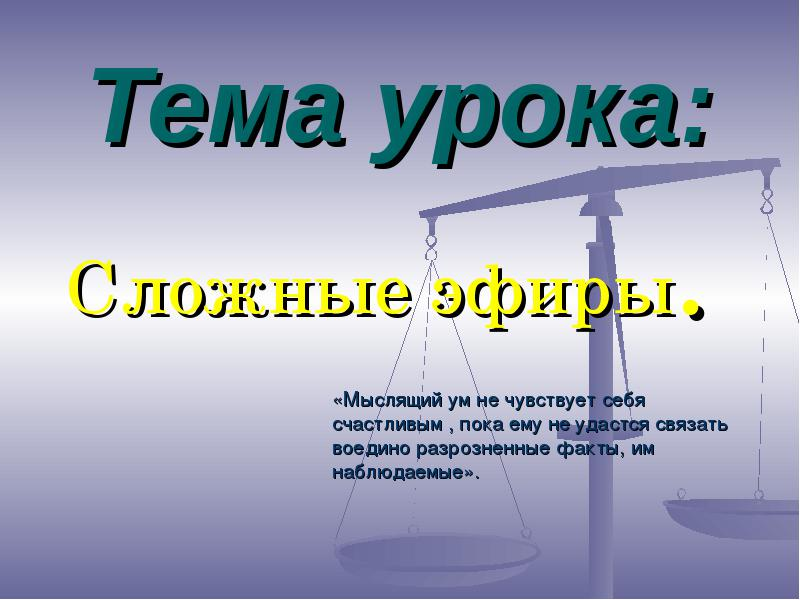 Тема урока:
Сложные эфиры.
«Мыслящий ум не чувствует себя
счастливым , пока ему не удастся связать
воедино разрозненные факты, им
наблюдаемые».